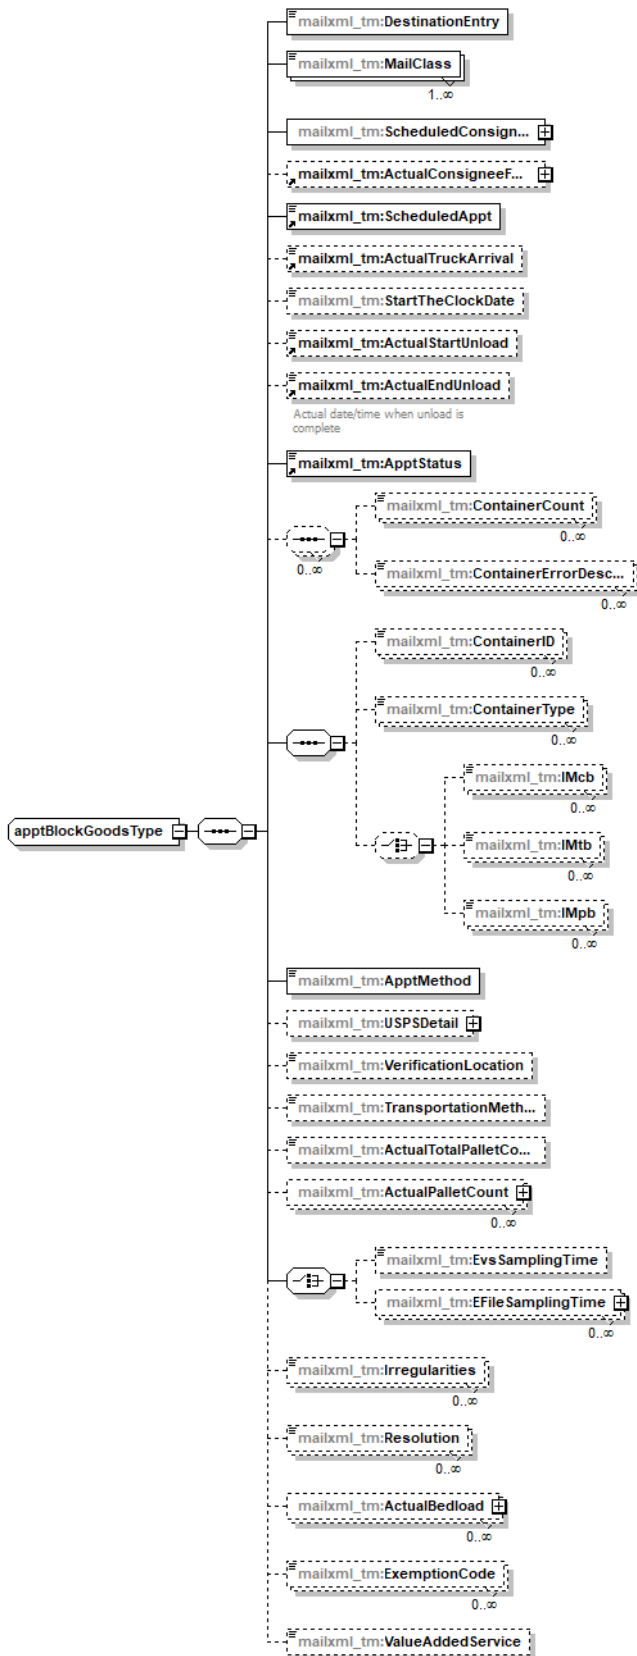 mailxml_tm:DestinationEntry
mailxml_tm:MailClass
1..∞
mailxml_tm:ScheduledConsign...
mailxml_tm:ActualConsigneeF...
mailxml_tm:ScheduledAppt
mailxml_tm:ActualTruckArrival
mailxml_tm:StartTheClockDate
mailxml_tm:ActualStartUnload
mailxml_tm:ActualEndUnload
Actual date/time when unload is
complete
mailxml_tm:ApptStatus
0..∞
mailxml_tm:ContainerCount
0..∞
mailxml_tm:ContainerErrorDesc...
0..∞
mailxml_tm:ContainerID
0..∞
mailxml_tm:ContainerType
0..∞
mailxml_tm:IMcb
0..∞
mailxml_tm:IMtb
0..∞
mailxml_tm:IMpb
0..∞
apptBlockGoodsType
mailxml_tm:ApptMethod
mailxml_tm:USPSDetail
mailxml_tm:VerificationLocation
mailxml_tm:TransportationMeth...
mailxml_tm:ActualTotalPalletCo...
mailxml_tm:ActualPalletCount
0..∞
mailxml_tm:EvsSamplingTime
mailxml_tm:EFileSamplingTime
0..∞
mailxml_tm:Irregularities
0..∞
mailxml_tm:Resolution
0..∞
mailxml_tm:ActualBedload
0..∞
mailxml_tm:ExemptionCode
0..∞
mailxml_tm:ValueAddedService